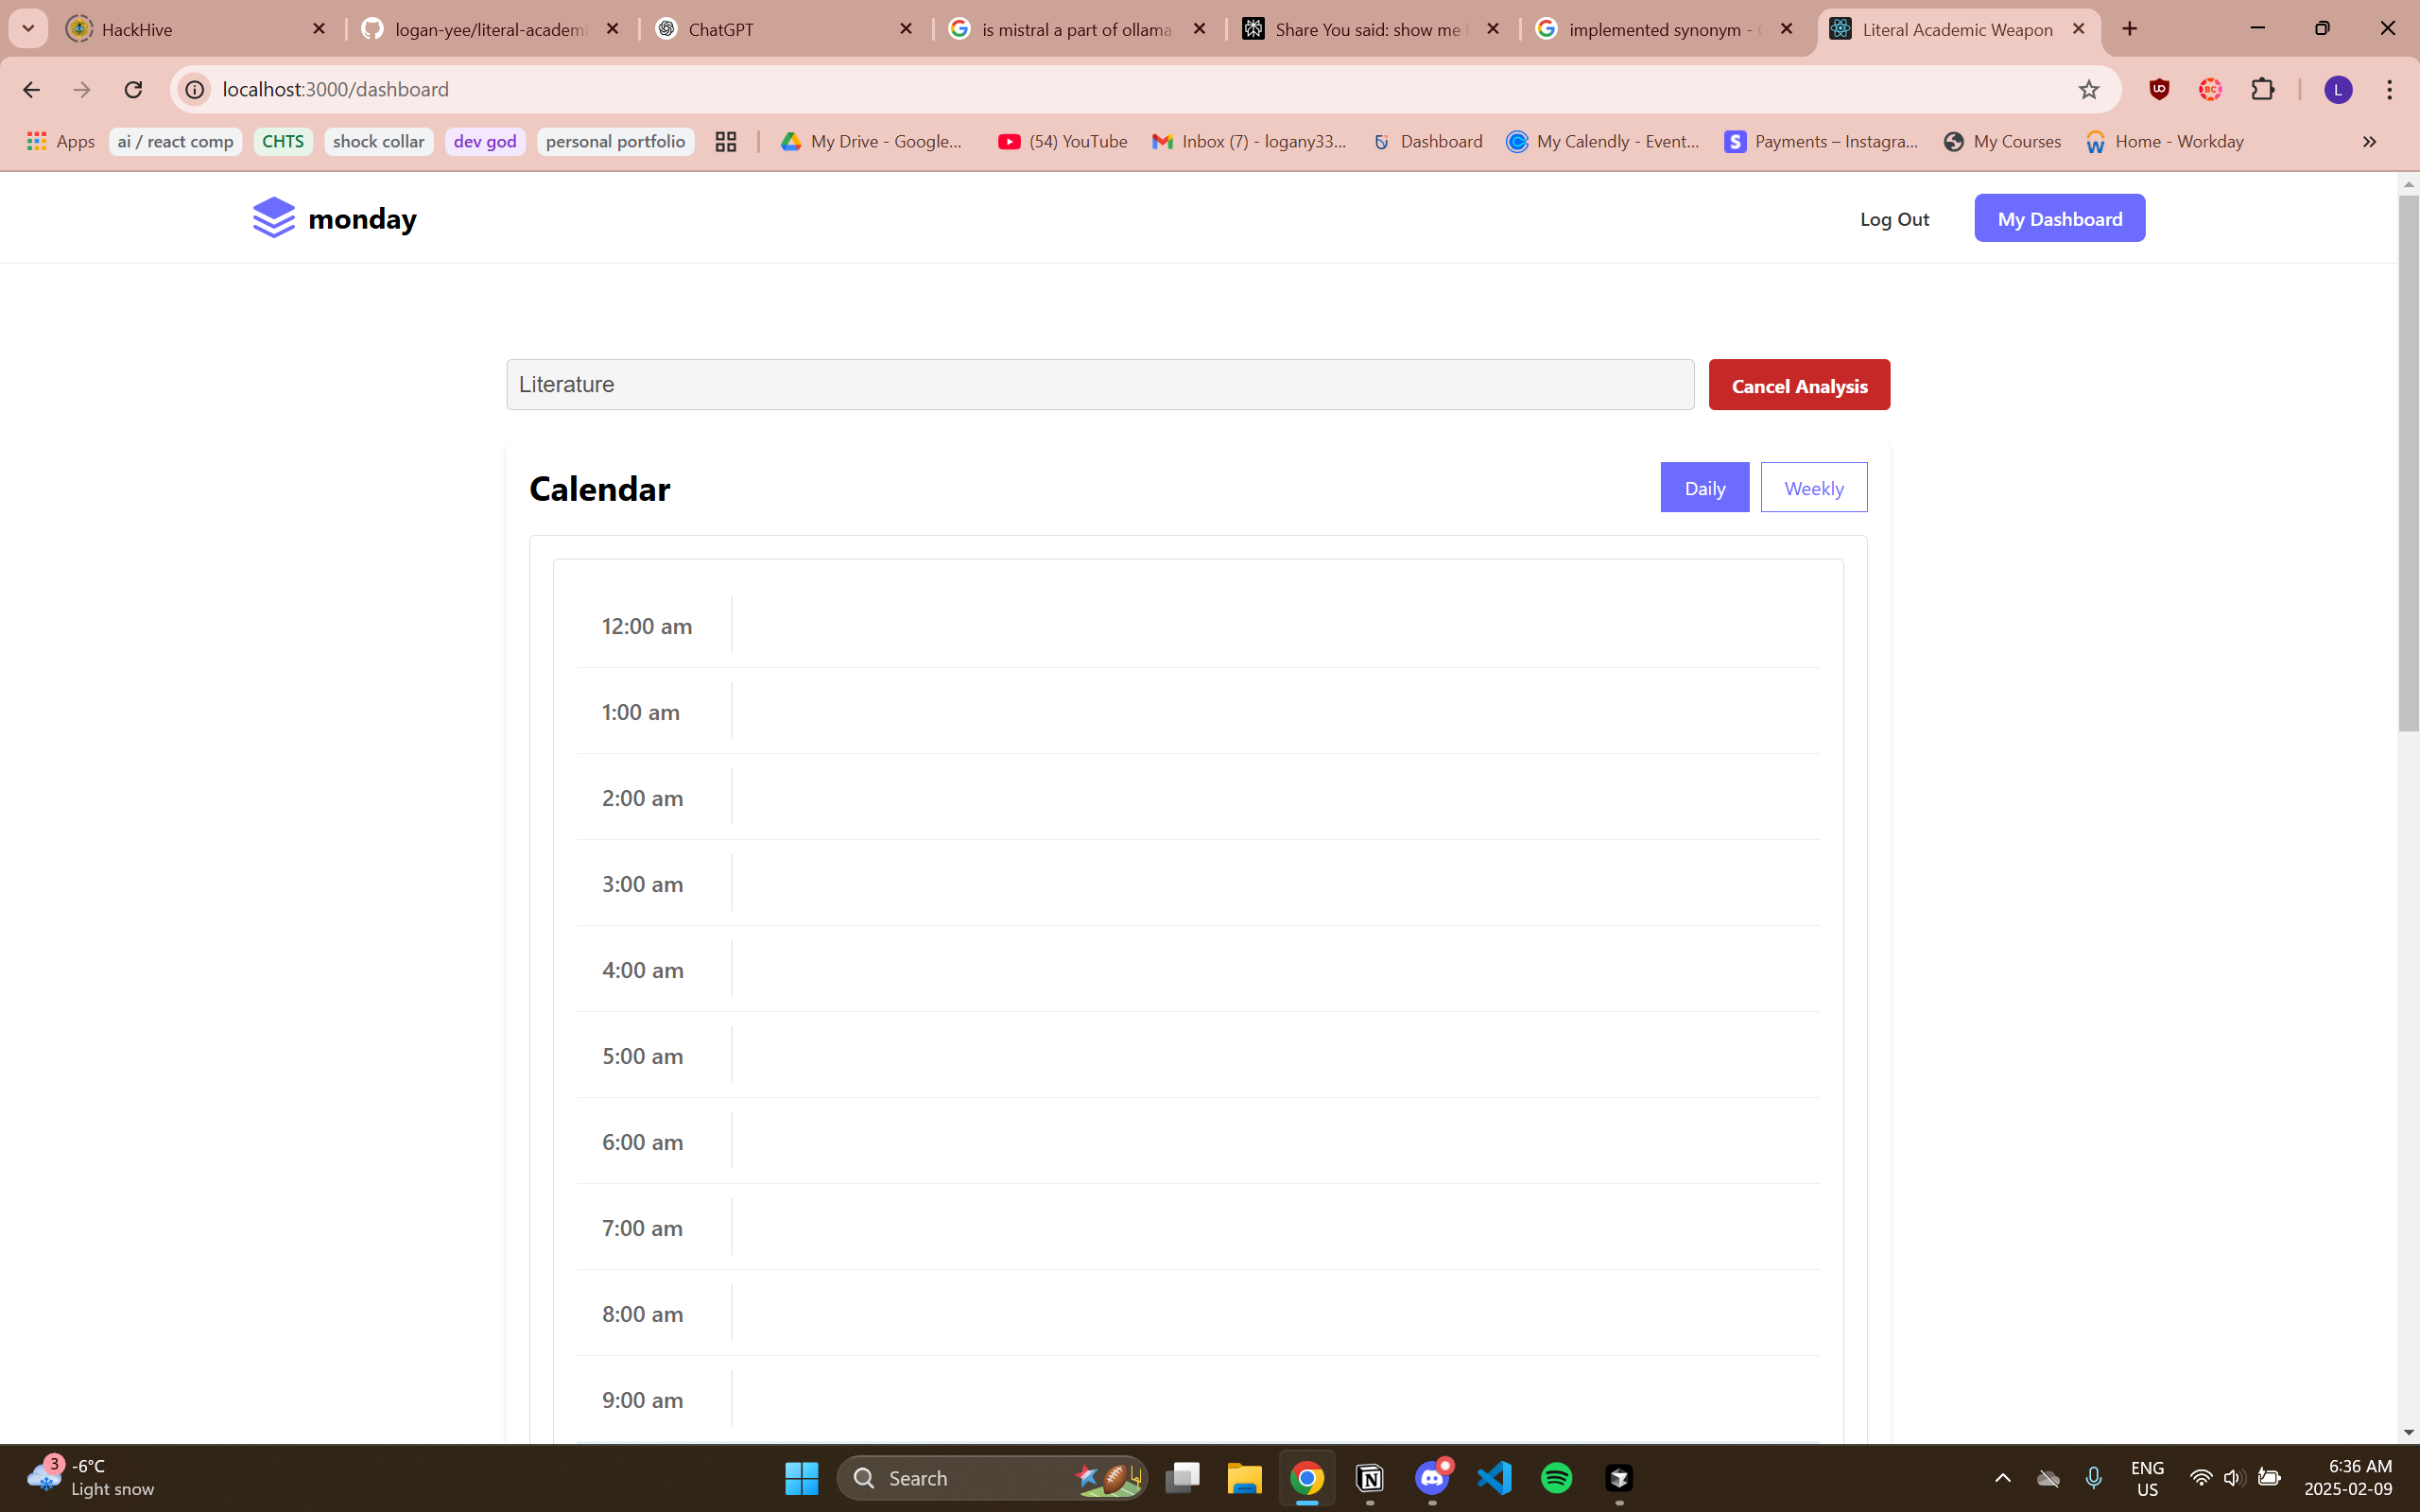 HackHive
logan-yee/literal-academi
ChatGPT
is mistral a part of ollama
Share You said: show me
implemented synonym -
Literal Academic Weapon
localhost:3000/dashboard
L
Apps
ai / react comp
CHTS
shock collar
dev god
personal portfolio
My Drive - Google...
(54) YouTube
Inbox (7) - logany33...
Dashboard
My Calendly - Event...
Payments – Instagra...
My Courses
Home - Workday
monday
Log Out
My Dashboard
Literature
Cancel Analysis
Calendar
Daily
Weekly
12:00 am
1:00 am
2:00 am
3:00 am
4:00 am
5:00 am
6:00 am
7:00 am
8:00 am
9:00 am
3
-6°C
Light snow
Search
ENG
US
6:36 AM
2025-02-09